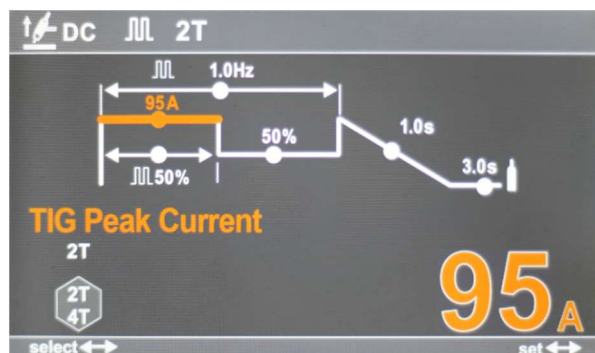 DC 2T
1.0Hz
95A
50%
1.0s
50%
3.0s
TIG Peak Current
2T
2T
4T
95A
select
set